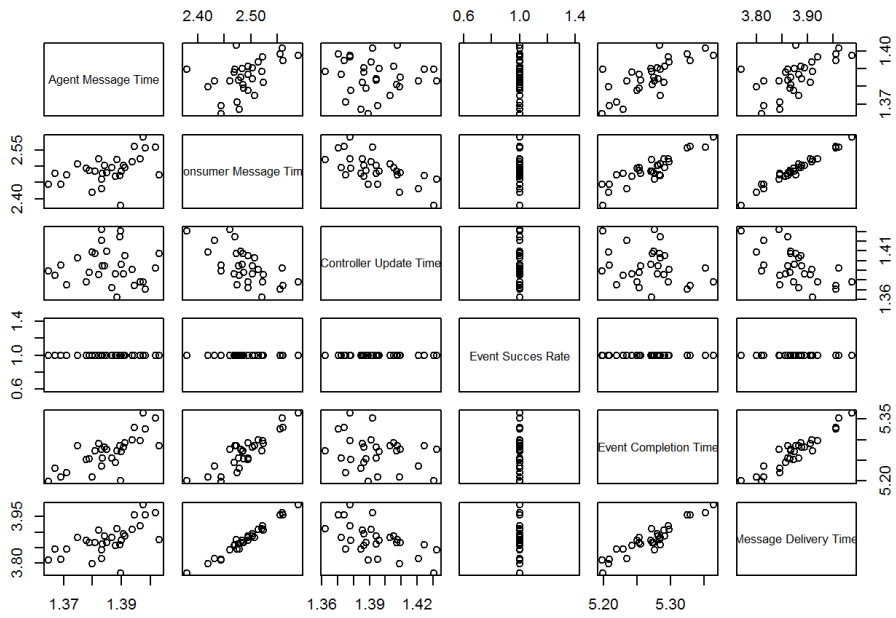 2.40 2.50 0.6 1.0 1.4 3.80 3.90
Agent Message Time
1.37 1.40
onsumer Message Tim
2.40 2.55
Controller Update Time
1.36 1.41
0.6 1.0 1.4
Event Succes Rate
Event Completion Time
5.20 5.35
3.80 3.95
Message Delivery Time
1.37 1.39 1.36 1.39 1.42 5.20 5.30